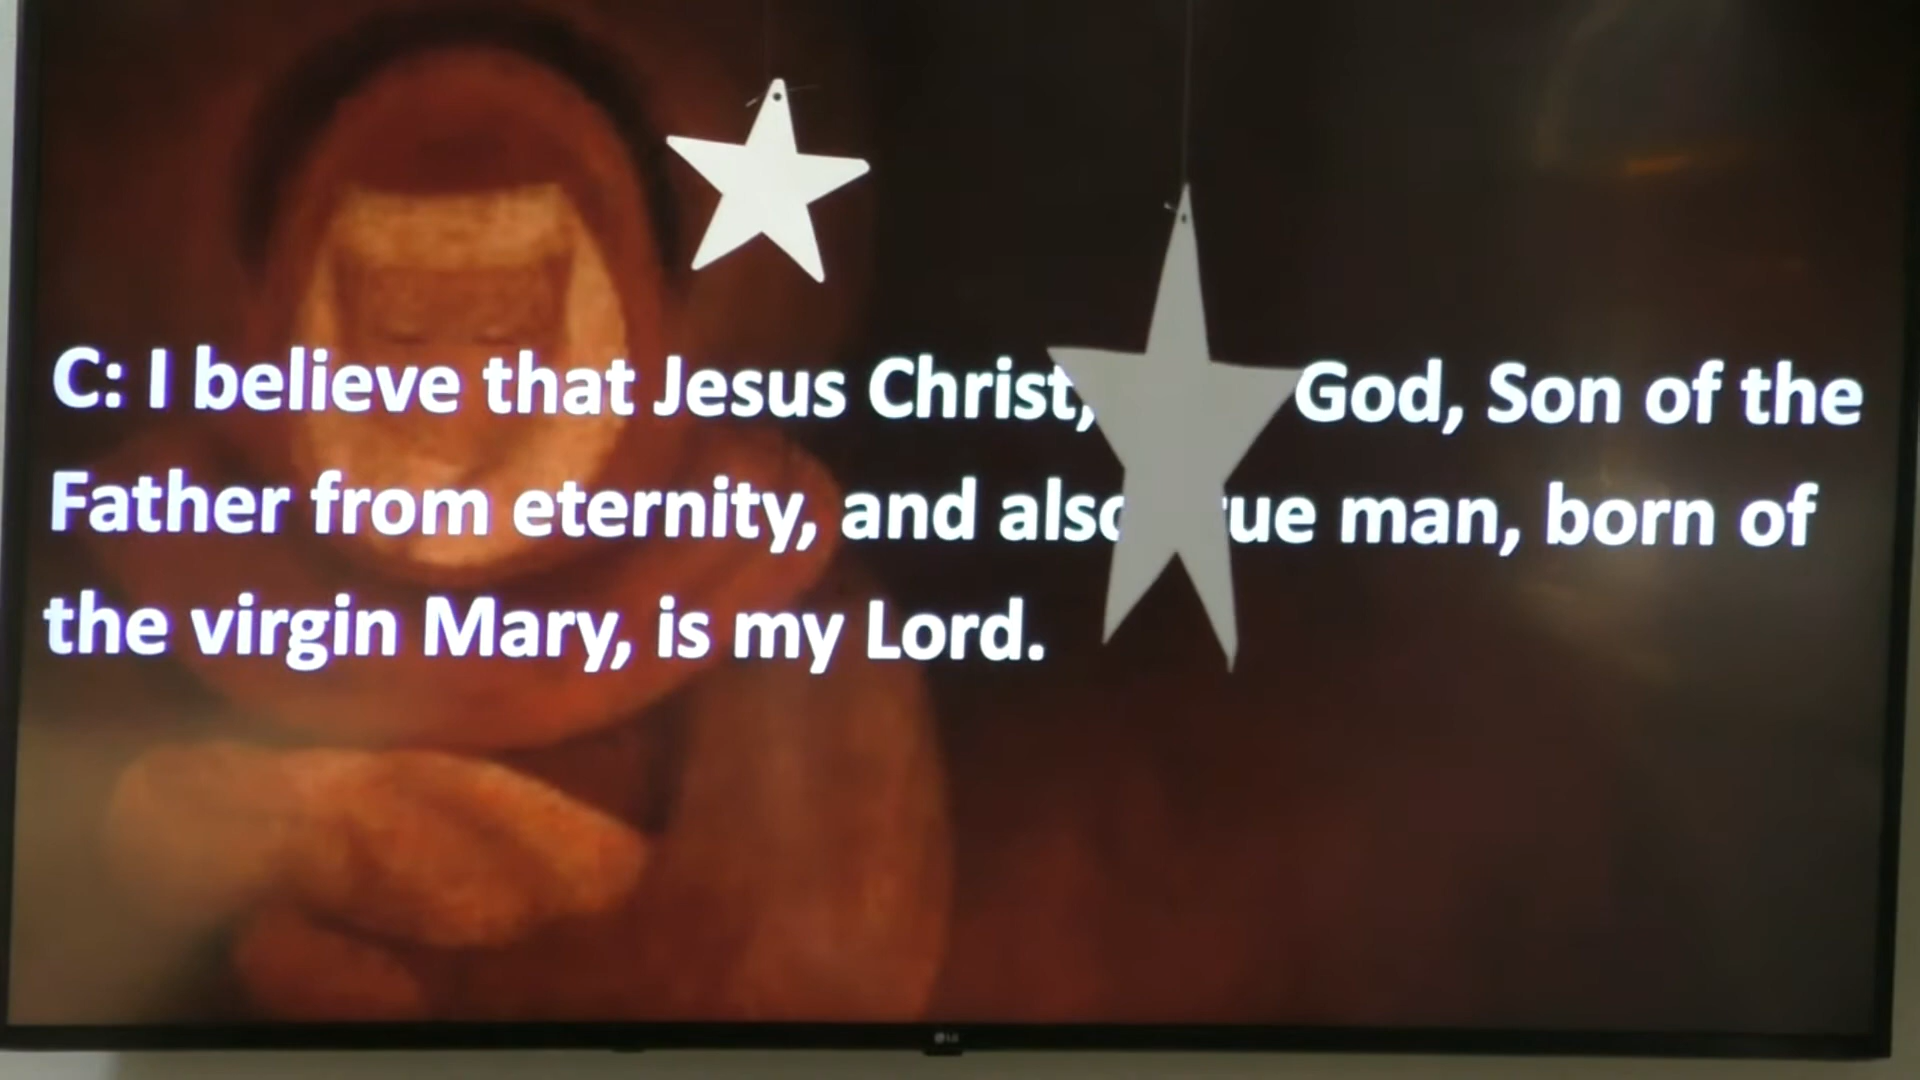 C: I believe that Jesus Christ, God, Son of the
Father from eternity, and also man, born of
the virgin Mary, is my Lord.
LG